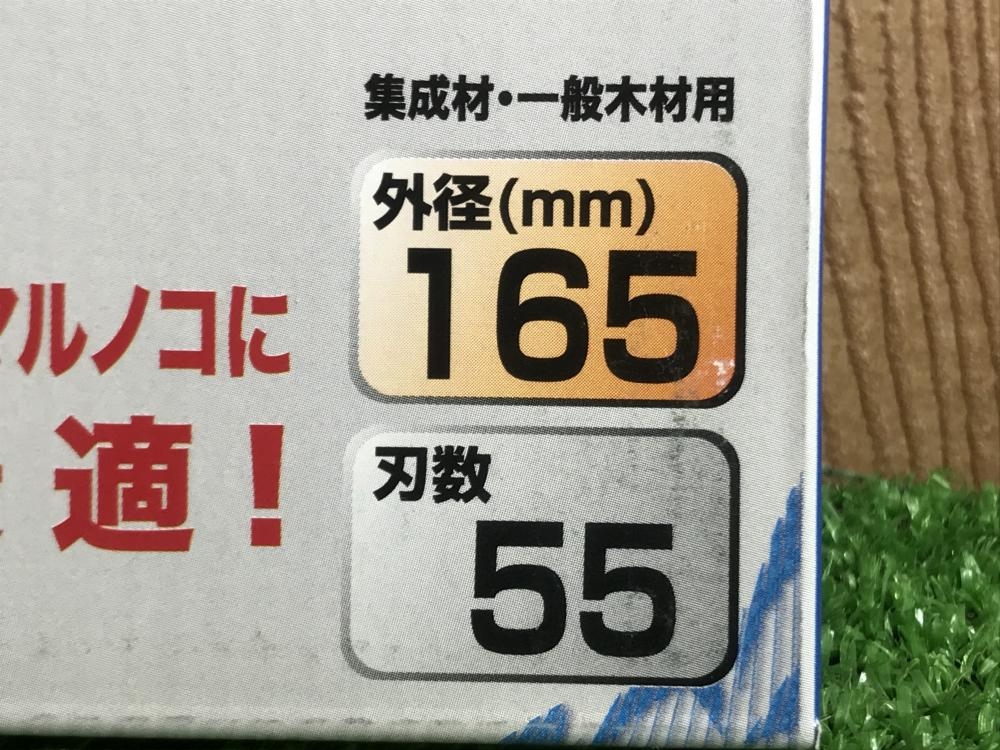 集成材・一般木材用
外径(mm)
165
マルノコに
適!
刃数
55